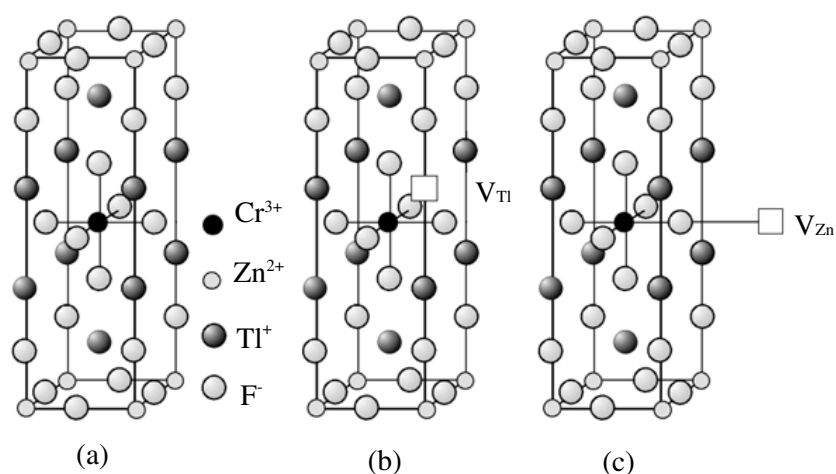 Cr3+
Zn2+
Tl+
F-
VTl
VZn
(a)
(b)
(c)